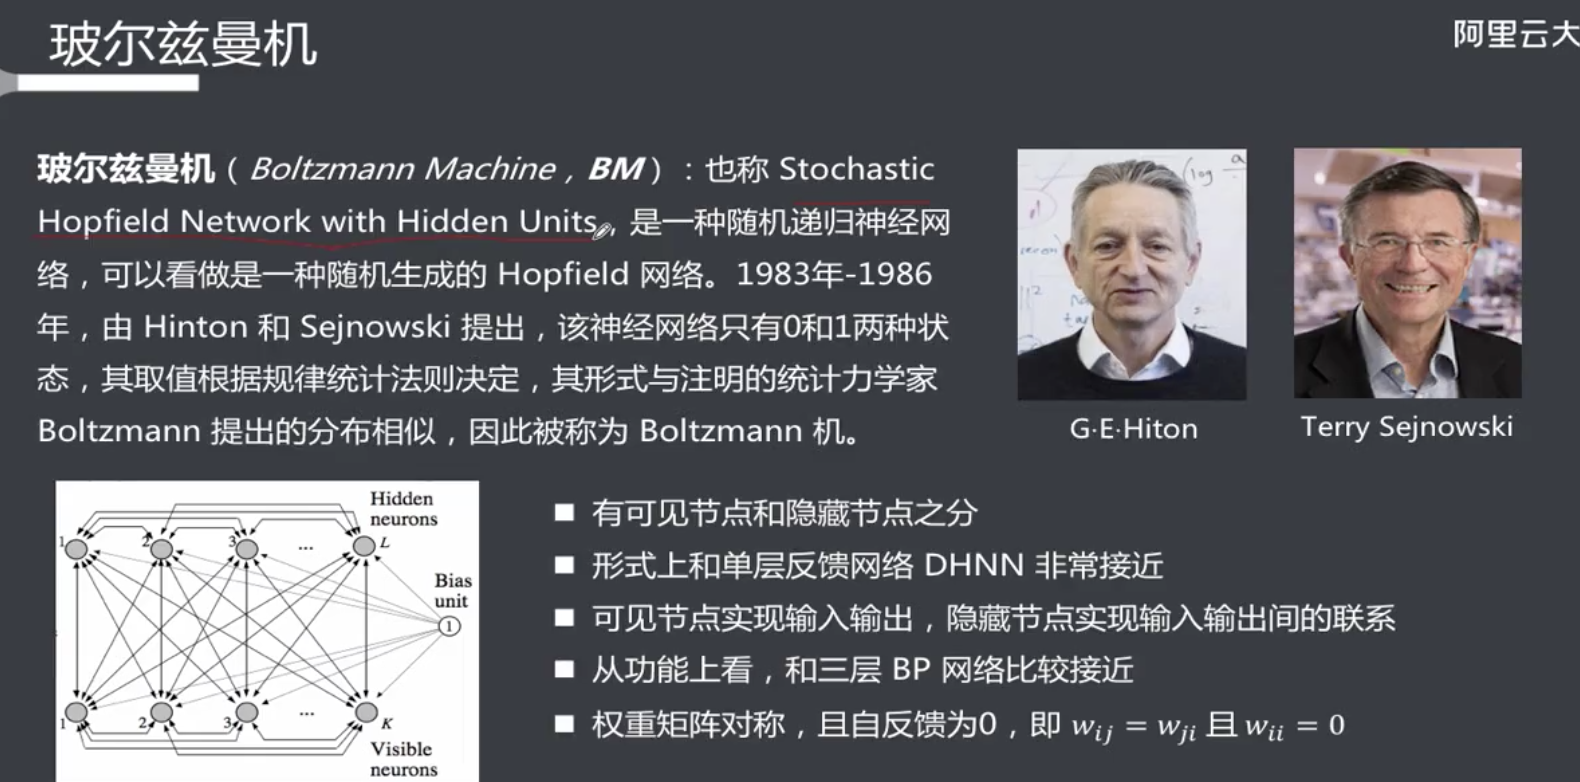 玻尔兹曼机
阿里云大
玻尔兹曼机（Boltzmann Machine，BM）：也称 Stochastic
Hopfield Network with Hidden Units，是一种随机递归神经网
络，可以看做是一种随机生成的 Hopfield 网络。1983年-1986
年，由 Hinton 和 Sejnowski 提出，该神经网络只有0和1两种状
态，其取值根据规律统计法则决定，其形式与注明的统计力学家
Boltzmann 提出的分布相似，因此被称为 Boltzmann 机。
(log
G·E·Hiton
Terry Sejnowski
Hidden
neurons
1 2 3 ... L
Bias
unit
1
1 2 3 ... K
Visible
neurons
■ 有可见节点和隐藏节点之分
■ 形式上和单层反馈网络 DHNN 非常接近
■ 可见节点实现输入输出，隐藏节点实现输入输出间的联系
■ 从功能上看，和三层 BP 网络比较接近
■ 权重矩阵对称，且自反馈为0，即 w_{ij} = w_{ji} 且 w_{ii} = 0